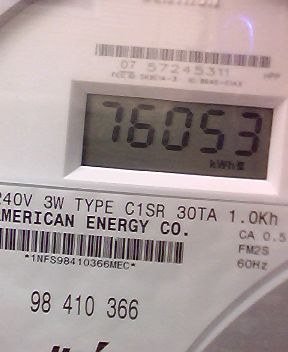 07 57245311
76053
kWh
240V 3W TYPE C1SR 30TA 1.0Kh
AMERICAN ENERGY CO.
CA 0.5
FM2S
*1NFS98410366MEC*
60Hz
98 410 366